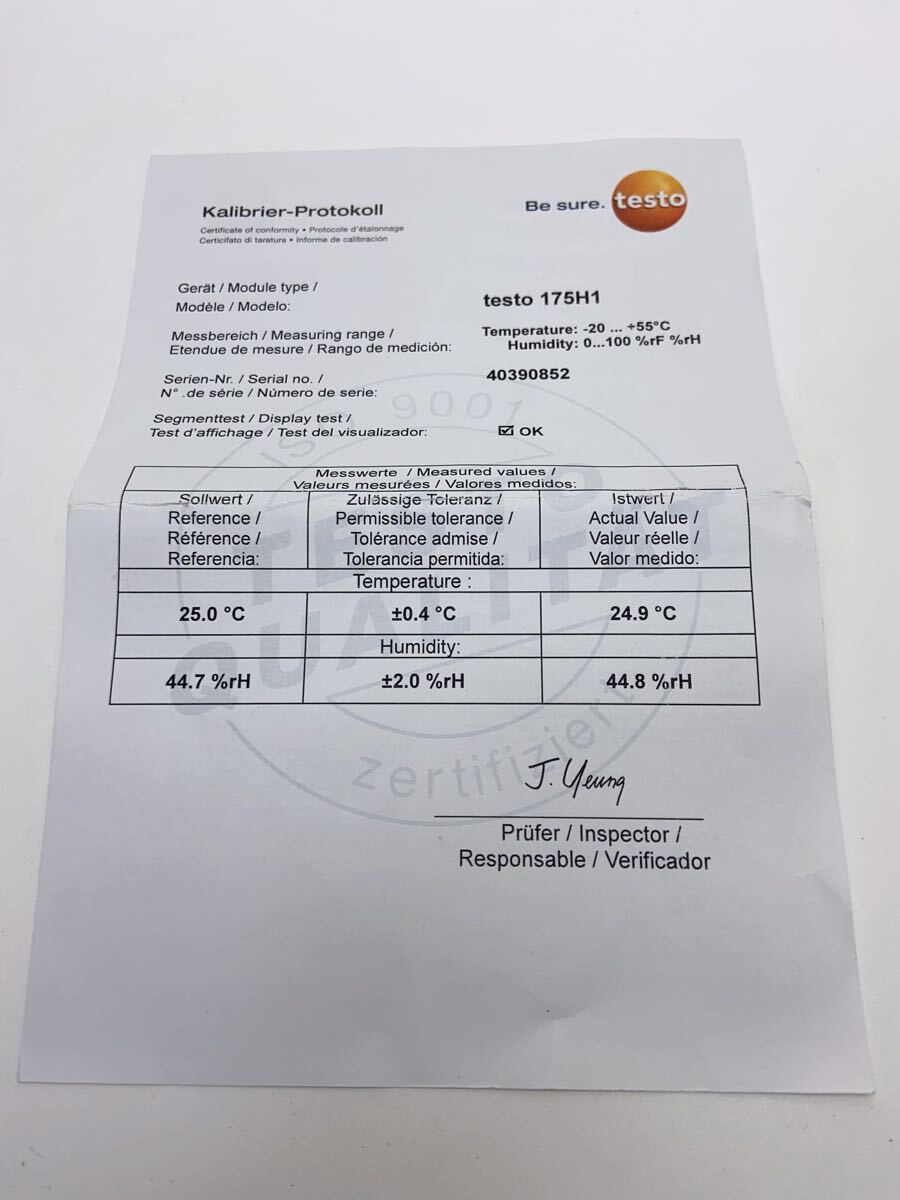 Kalibrier-Protokoll
Certificate of conformity • Protocole d'étalonnage
Certicifato di taratura • Informe de calibración
Be sure. testo
Gerät / Module type /
Modèle / Modelo:
testo 175H1
Messbereich / Measuring range /
Etendue de mesure / Rango de medición:
Temperature: -20 ... +55°C
Humidity: 0...100 %rF %rH
Serien-Nr. / Serial no. /
N° .de série / Número de serie:
40390852
Segmenttest / Display test /
Test d'affichage / Test del visualizador:
☑ OK
ISO 9001
TESTO
QUALITÄT
zertifiziert
Messwerte / Measured values /
Valeurs mesurées / Valores medidos:
Sollwert /
Reference /
Référence /
Referencia:
Zulässige Toleranz /
Permissible tolerance /
Tolérance admise /
Tolerancia permitida:
Istwert /
Actual Value /
Valeur réelle /
Valor medido:
Temperature :
25.0 °C ±0.4 °C 24.9 °C
Humidity:
44.7 %rH ±2.0 %rH 44.8 %rH
J. Yeung
Prüfer / Inspector /
Responsable / Verificador